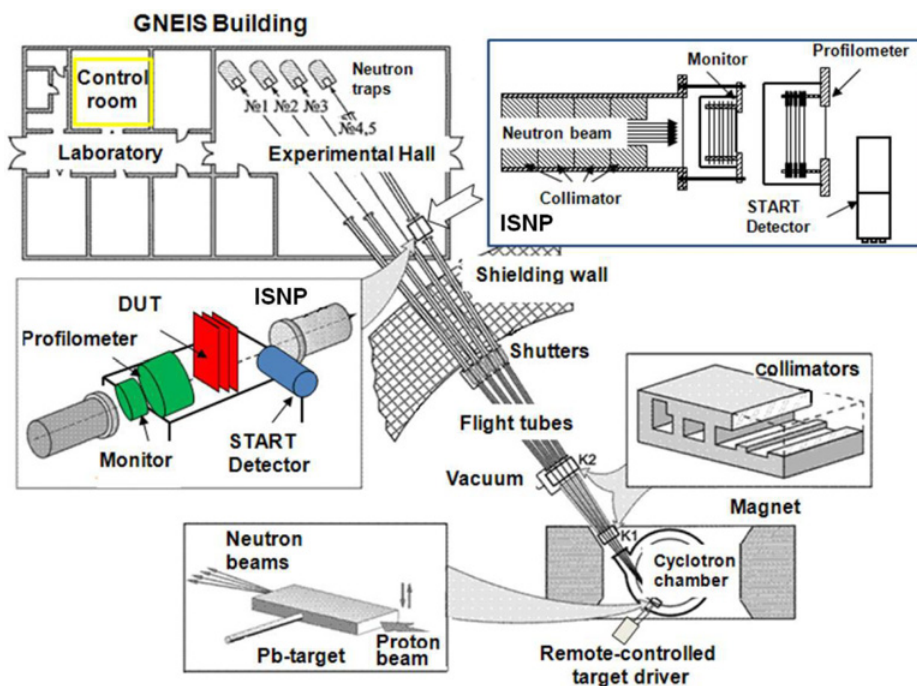 GNEIS Building
Control
room
Neutron
traps
№1
№2
№3
№4,5
Laboratory
Experimental Hall
Monitor
Profilometer
Neutron beam
Collimator
START
Detector
ISNP
Shielding wall
ISNP
DUT
Profilometer
Monitor
START
Detector
Shutters
Flight tubes
Vacuum
K2
K1
Collimators
Magnet
Cyclotron
chamber
Neutron
beams
Pb-target
Proton
beam
Remote-controlled
target driver